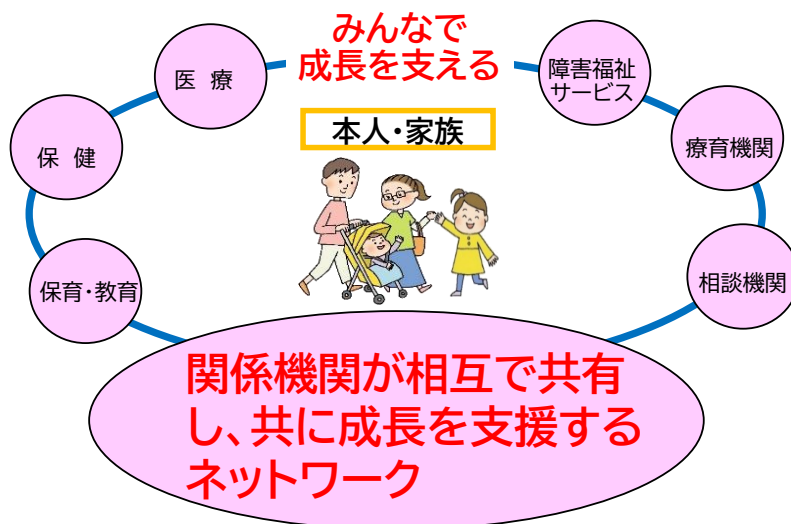 みんなで
成長を支える
医 療
障害福祉
サービス
本人・家族
保 健
療育機関
保育・教育
相談機関
関係機関が相互で共有
し、共に成長を支援する
ネットワーク